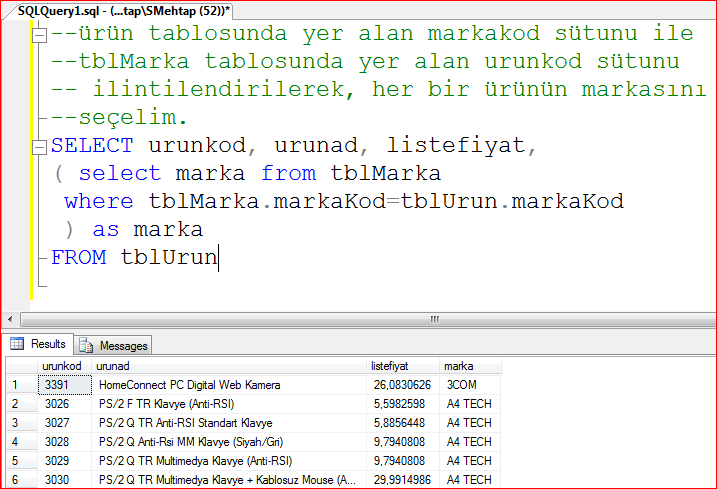 SQLQuery1.sql - (...tap\SMehtap (52))*
--ürün tablosunda yer alan markakod sütunu ile
--tblMarka tablosunda yer alan urunkod sütunu
-- ilintilendirilerek, her bir ürünün markasını
--seçelim.
SELECT urunkod, urunad, listefiyat,
( select marka from tblMarka
where tblMarka.markaKod=tblUrun.markaKod
) as marka
FROM tblUrun
Results Messages
urunkod urunad listefiyat marka
1 3391 HomeConnect PC Digital Web Kamera 26,0830626 3COM
2 3026 PS/2 F TR Klavye (Anti-RSI) 5,5982598 A4 TECH
3 3027 PS/2 Q TR Anti-RSI Standart Klavye 5,8856448 A4 TECH
4 3028 PS/2 Q Anti-Rsi MM Klavye (Siyah/Gri) 9,7940808 A4 TECH
5 3029 PS/2 Q TR Multimedya Klavye (Anti-RSI) 9,7940808 A4 TECH
6 3030 PS/2 Q TR Multimedya Klavye + Kablosuz Mouse (A... 29,9914986 A4 TECH